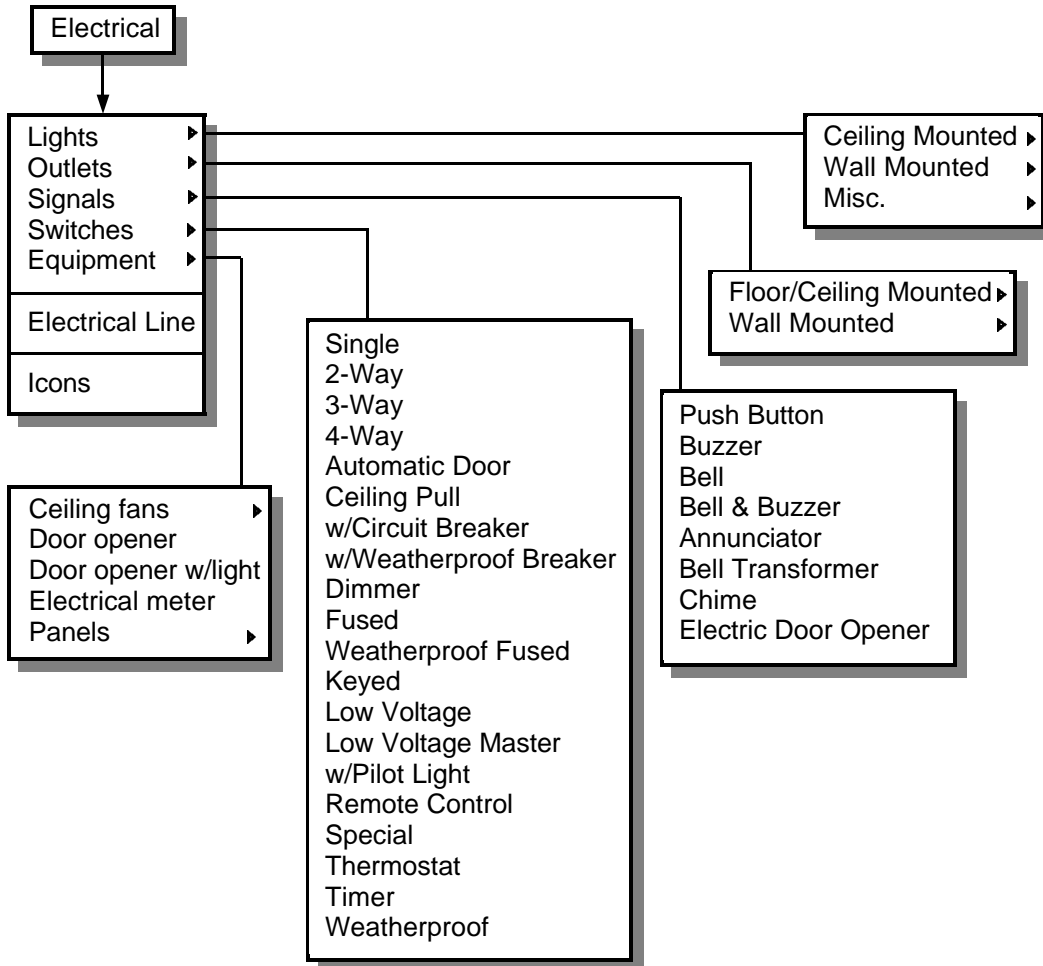 Electrical
Lights
Outlets
Signals
Switches
Equipment
Electrical Line
Icons
Ceiling Mounted
Wall Mounted
Misc.
Floor/Ceiling Mounted
Wall Mounted
Push Button
Buzzer
Bell
Bell & Buzzer
Annunciator
Bell Transformer
Chime
Electric Door Opener
Single
2-Way
3-Way
4-Way
Automatic Door
Ceiling Pull
w/Circuit Breaker
w/Weatherproof Breaker
Dimmer
Fused
Weatherproof Fused
Keyed
Low Voltage
Low Voltage Master
w/Pilot Light
Remote Control
Special
Thermostat
Timer
Weatherproof
Ceiling fans
Door opener
Door opener w/light
Electrical meter
Panels